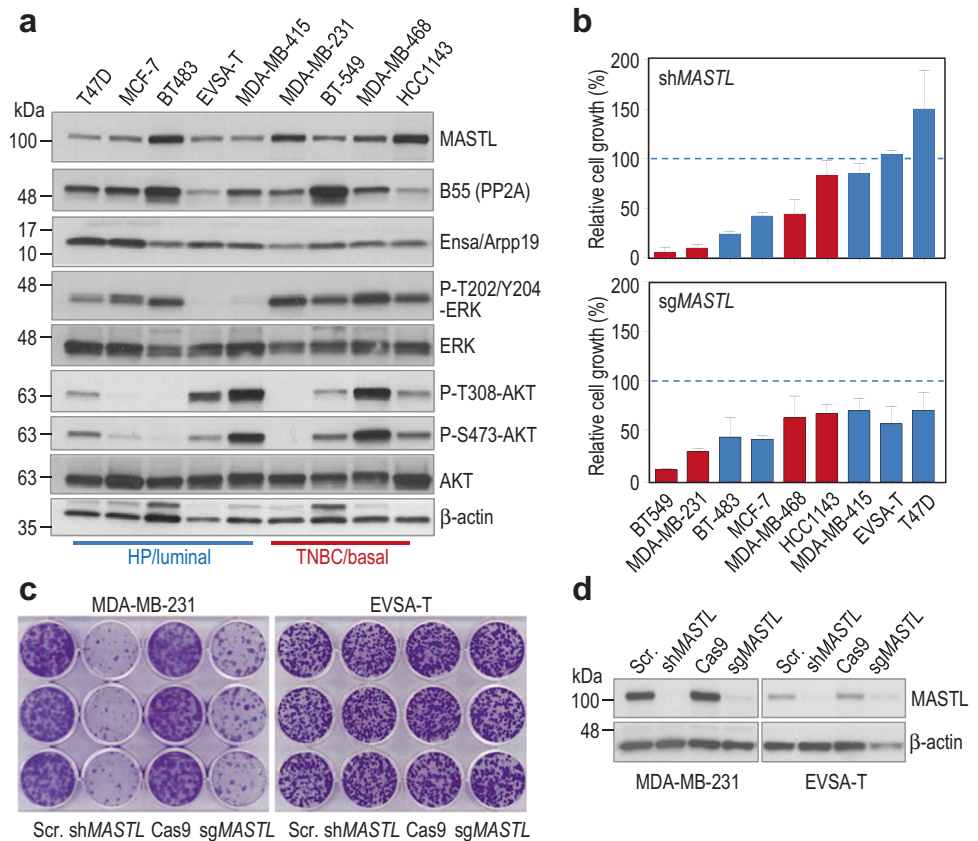 a
T47D MCF-7 BT483 EVSA-T MDA-MB-415 MDA-MB-231 BT-549 MDA-MB-468 HCC1143
kDa
100 MASTL
48 B55 (PP2A)
17
10 Ensa/Arpp19
48 P-T202/Y204
-ERK
48 ERK
63 P-T308-AKT
63 P-S473-AKT
63 AKT
35 β-actin
HP/luminal TNBC/basal
b
Relative cell growth (%)
200
150
100
50
0
shMASTL
Relative cell growth (%)
200
150
100
50
0
sgMASTL
BT549 MDA-MB-231 BT-483 MCF-7 MDA-MB-468 HCC1143 MDA-MB-415 EVSA-T T47D
c
MDA-MB-231 EVSA-T
Scr. shMASTL Cas9 sgMASTL Scr. shMASTL Cas9 sgMASTL
d
Scr. shMASTL Cas9 sgMASTL Scr. shMASTL Cas9 sgMASTL
kDa
100 MASTL
48 β-actin
MDA-MB-231 EVSA-T